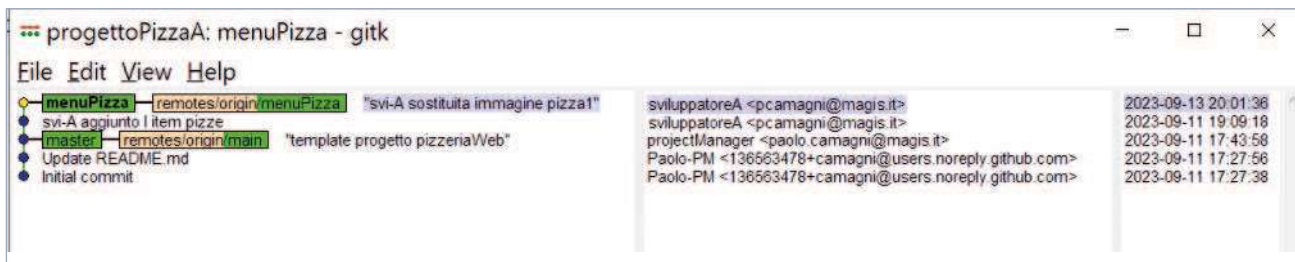 progettoPizzaA: menuPizza - gitk
File Edit View Help
menuPizza remotes/origin/menuPizza "svi-A sostituita immagine pizza1" sviluppatoreA <pcamagni@magis.it> 2023-09-13 20:01:36
svi-A aggiunto l item pizze sviluppatoreA <pcamagni@magis.it> 2023-09-11 19:09:18
master remotes/origin/main "template progetto pizzeriaWeb" projectManager <paolo.camagni@magis.it> 2023-09-11 17:43:58
Update README.md Paolo-PM <136563478+camagni@users.noreply.github.com> 2023-09-11 17:27:56
Initial commit Paolo-PM <136563478+camagni@users.noreply.github.com> 2023-09-11 17:27:38